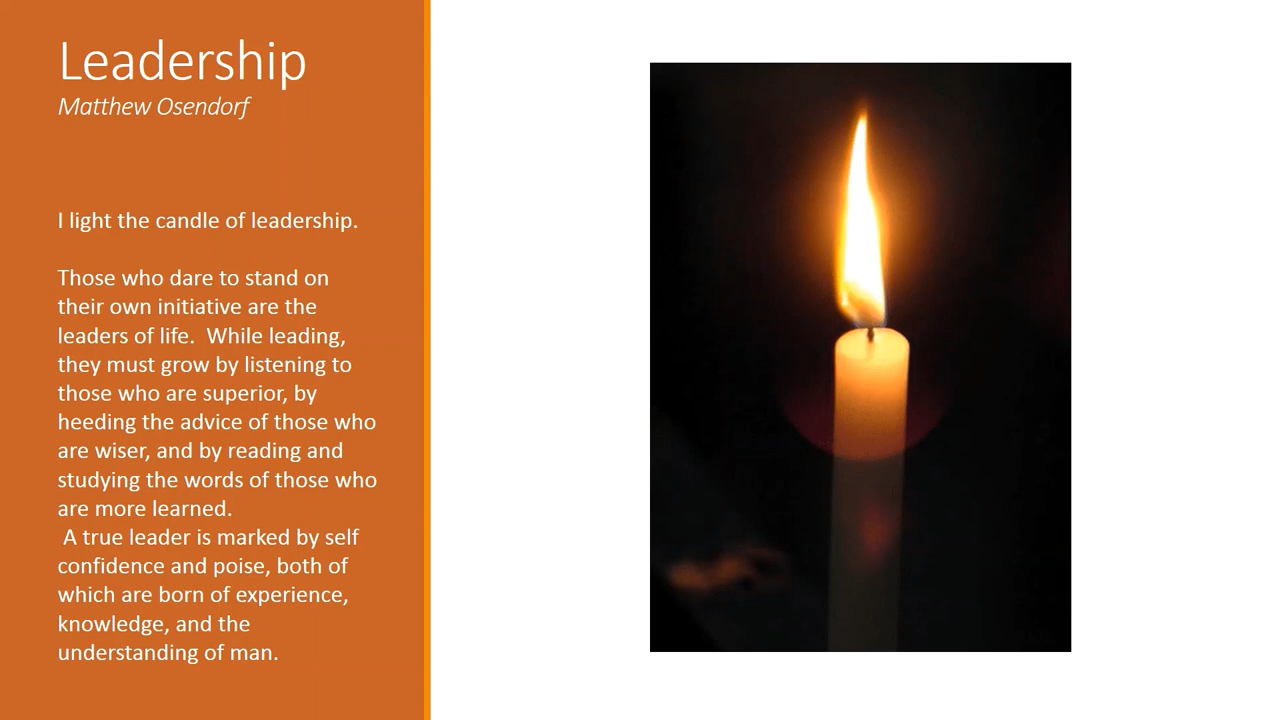 Leadership
Matthew Osendorf
I light the candle of leadership.
Those who dare to stand on
their own initiative are the
leaders of life.  While leading,
they must grow by listening to
those who are superior, by
heeding the advice of those who
are wiser, and by reading and
studying the words of those who
are more learned.
A true leader is marked by self
confidence and poise, both of
which are born of experience,
knowledge, and the
understanding of man.